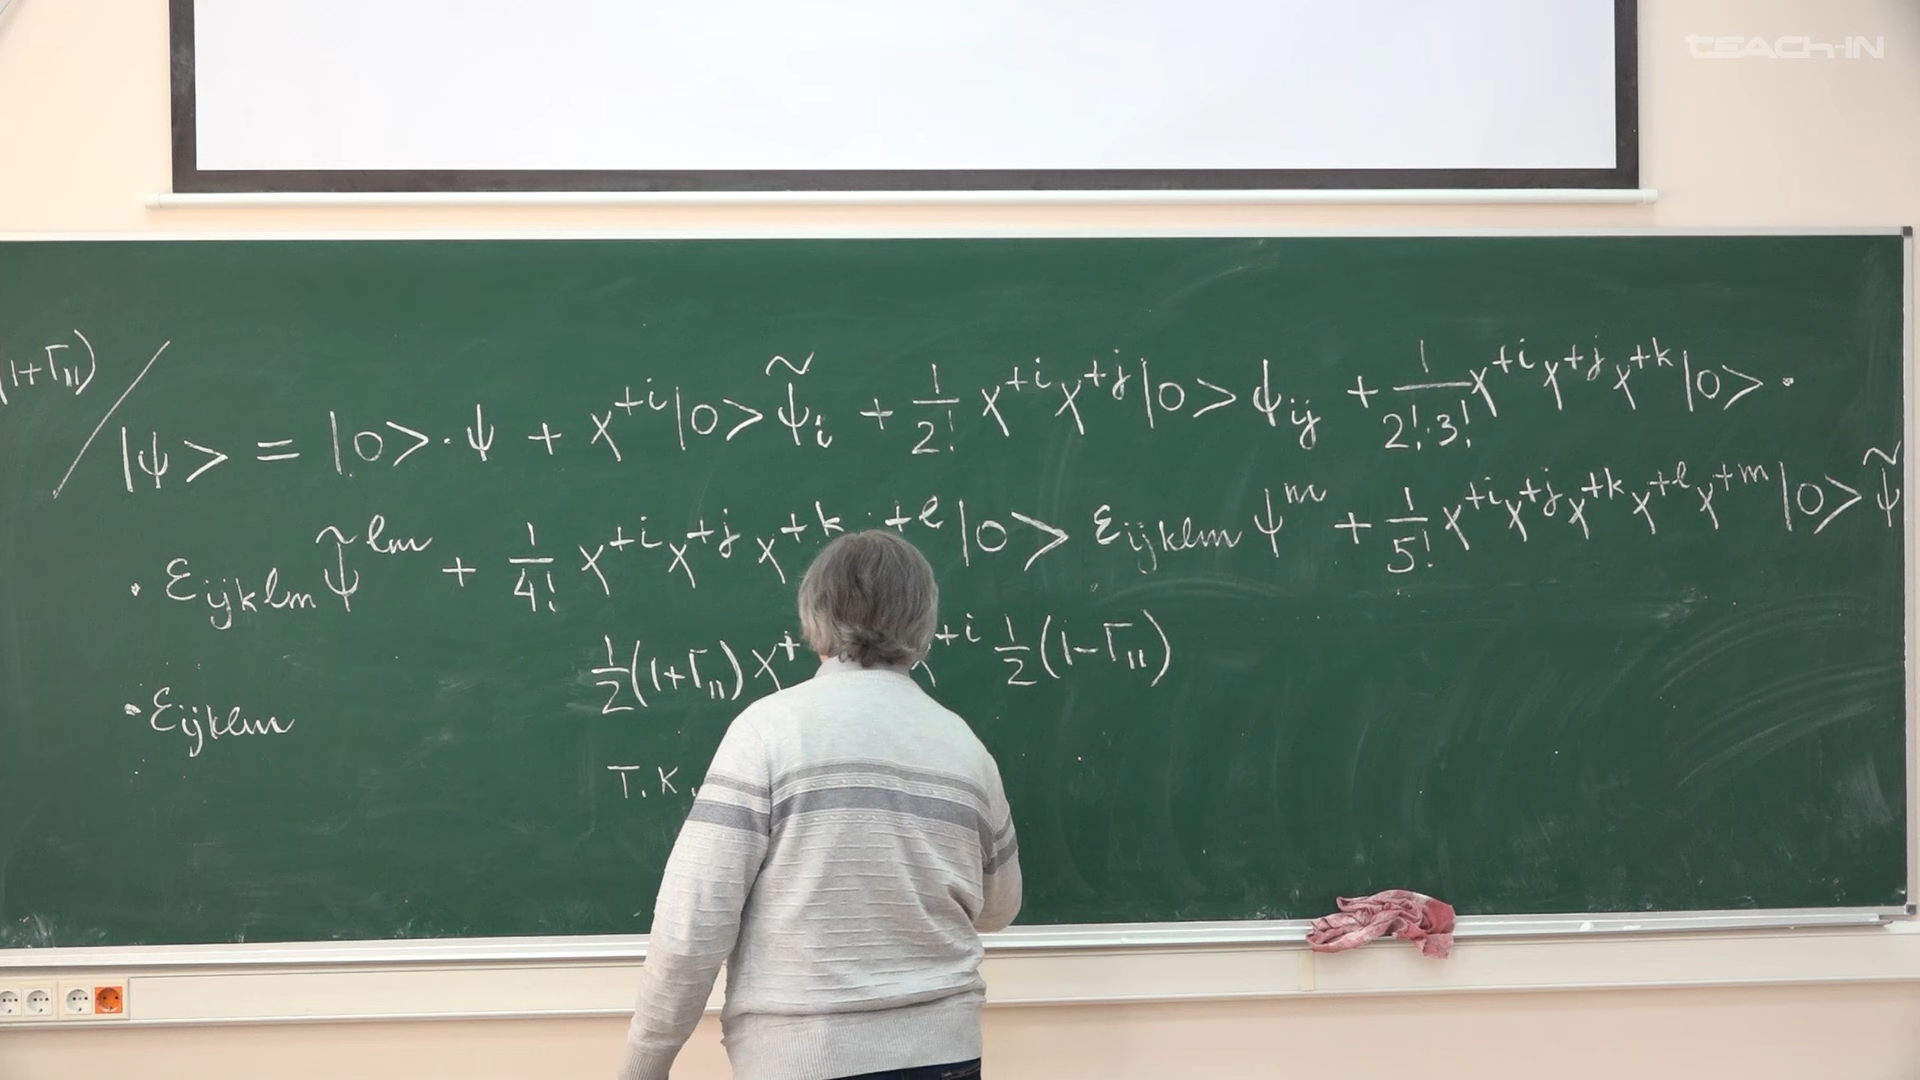 TEACH-IN
(1+Γ₁₁)
|ψ> = |0>·ψ + χ⁺ⁱ|0> ψ̃ᵢ + 1/2! χ⁺ⁱχ⁺ʲ|0> ψᵢⱼ + 1/(2!·3!) χ⁺ⁱχ⁺ʲχ⁺ᵏ|0> ·
· εᵢⱼₖₗₘ ψ̃ˡᵐ + 1/4! χ⁺ⁱχ⁺ʲχ⁺ᵏ ⁺ˡ|0> εᵢⱼₖₗₘ ψᵐ + 1/5! χ⁺ⁱχ⁺ʲχ⁺ᵏχ⁺ˡχ⁺ᵐ|0> ψ̃
· εᵢⱼₖₗₘ
1/2(1+Γ₁₁)χ⁺ ⁺ⁱ 1/2(1-Γ₁₁)
Т.к.